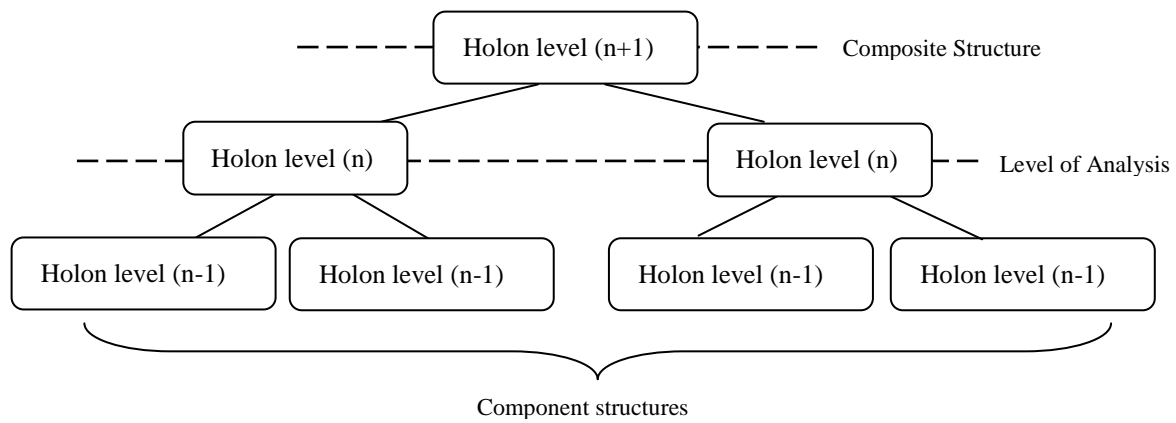 Holon level (n+1)
Composite Structure
Holon level (n)
Holon level (n)
Level of Analysis
Holon level (n-1)
Holon level (n-1)
Holon level (n-1)
Holon level (n-1)
Component structures